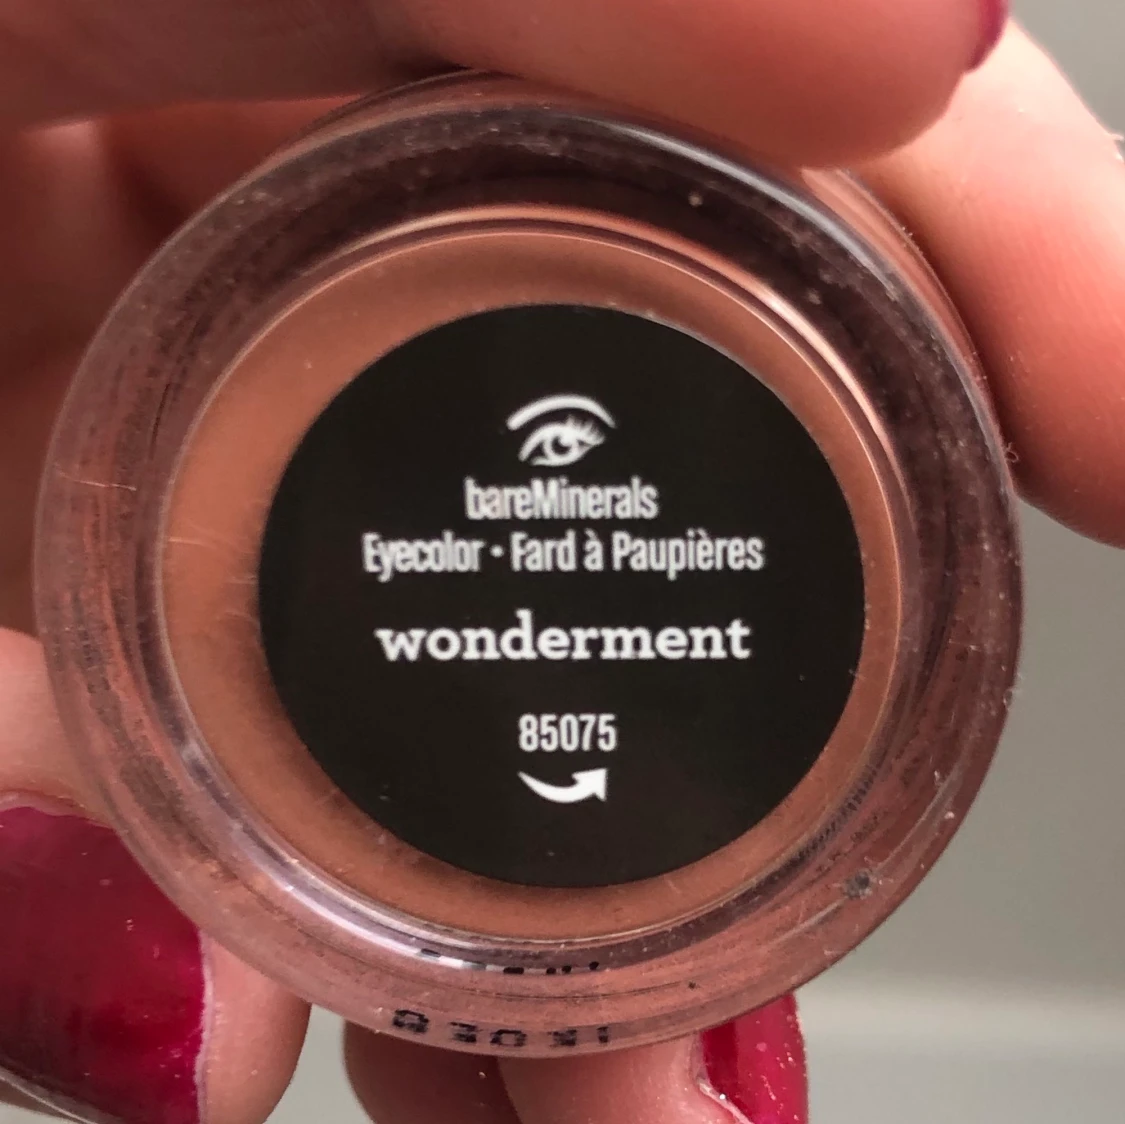 bareMinerals
Eyecolor • Fard à Paupières
wonderment
85075